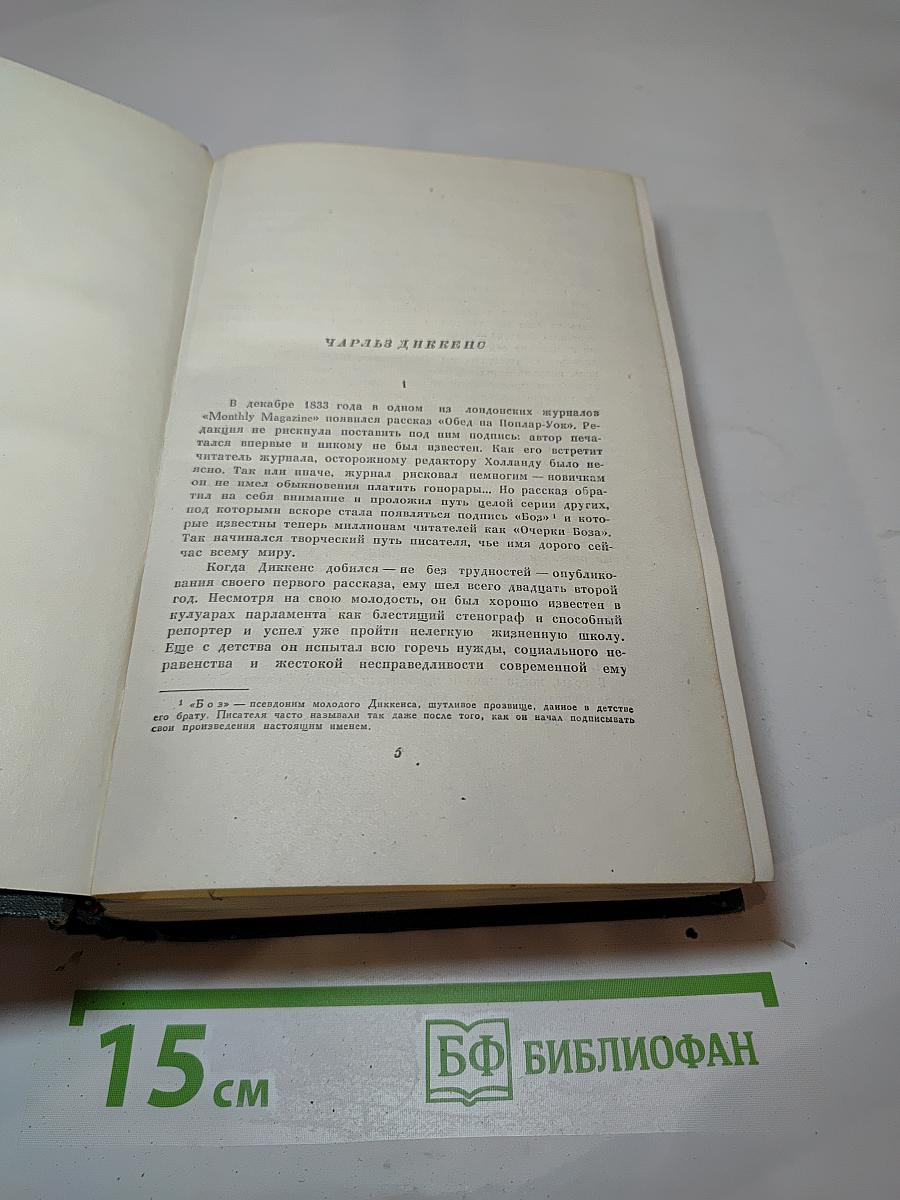 ЧАРЛЬЗ ДИККЕНС
1
В декабре 1833 года в одном из лондонских журналов
«Monthly Magazine» появился рассказ «Обед на Поплар-Уок». Ре-
дакция не рискнула поставить под ним подпись: автор печа-
тался впервые и никому не был известен. Как его встретит
читатель журнала, осторожному редактору Холланду было не-
ясно. Так или иначе, журнал рисковал немногим — новичкам
он не имел обыкновения платить гонорары... Но рассказ обра-
тил на себя внимание и проложил путь целой серии других,
под которыми вскоре стала появляться подпись «Боз» ¹ и кото-
рые известны теперь миллионам читателей как «Очерки Боза».
Так начинался творческий путь писателя, чье имя дорого сей-
час всему миру.
Когда Диккенс добился — не без трудностей — опублико-
вания своего первого рассказа, ему шел всего двадцать второй
год. Несмотря на свою молодость, он был хорошо известен в
кулуарах парламента как блестящий стенограф и способный
репортер и успел уже пройти нелегкую жизненную школу.
Еще с детства он испытал всю горечь нужды, социального не-
равенства и жестокой несправедливости современной ему
¹ «Боз» — псевдоним молодого Диккенса, шутливое прозвище, данное в детстве
его брату. Писателя часто называли так даже после того, как он начал подписывать
свои произведения настоящим именем.
5
15 см
БФ БИБЛИОФАН